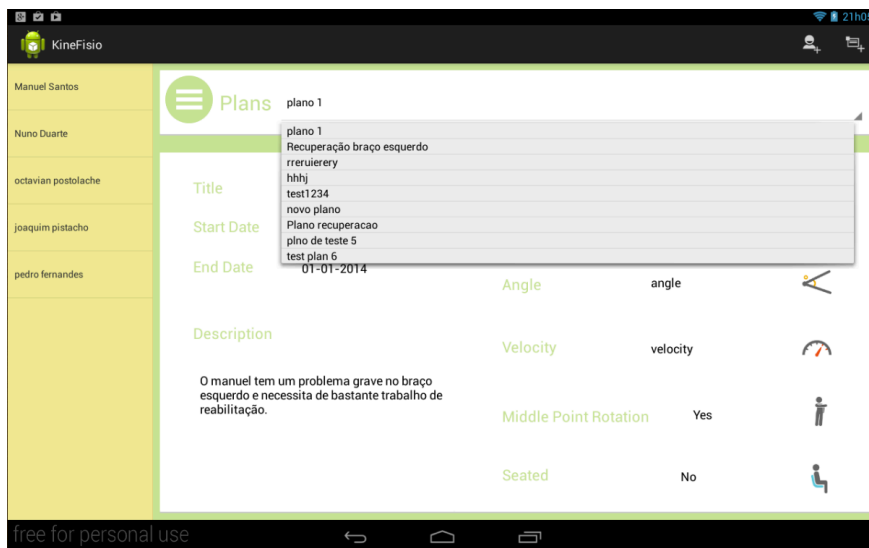 21h05
KineFisio
Manuel Santos
Nuno Duarte
octavian postolache
joaquim pistacho
pedro fernandes
Plans
plano 1
plano 1
Recuperação braço esquerdo
rreruierery
hhhj
test1234
novo plano
Plano recuperacao
plno de teste 5
test plan 6
Title
Start Date
End Date
01-01-2014
Description
O manuel tem um problema grave no braço
esquerdo e necessita de bastante trabalho de
reabilitação.
Angle
angle
Velocity
velocity
Middle Point Rotation
Yes
Seated
No
free for personal use